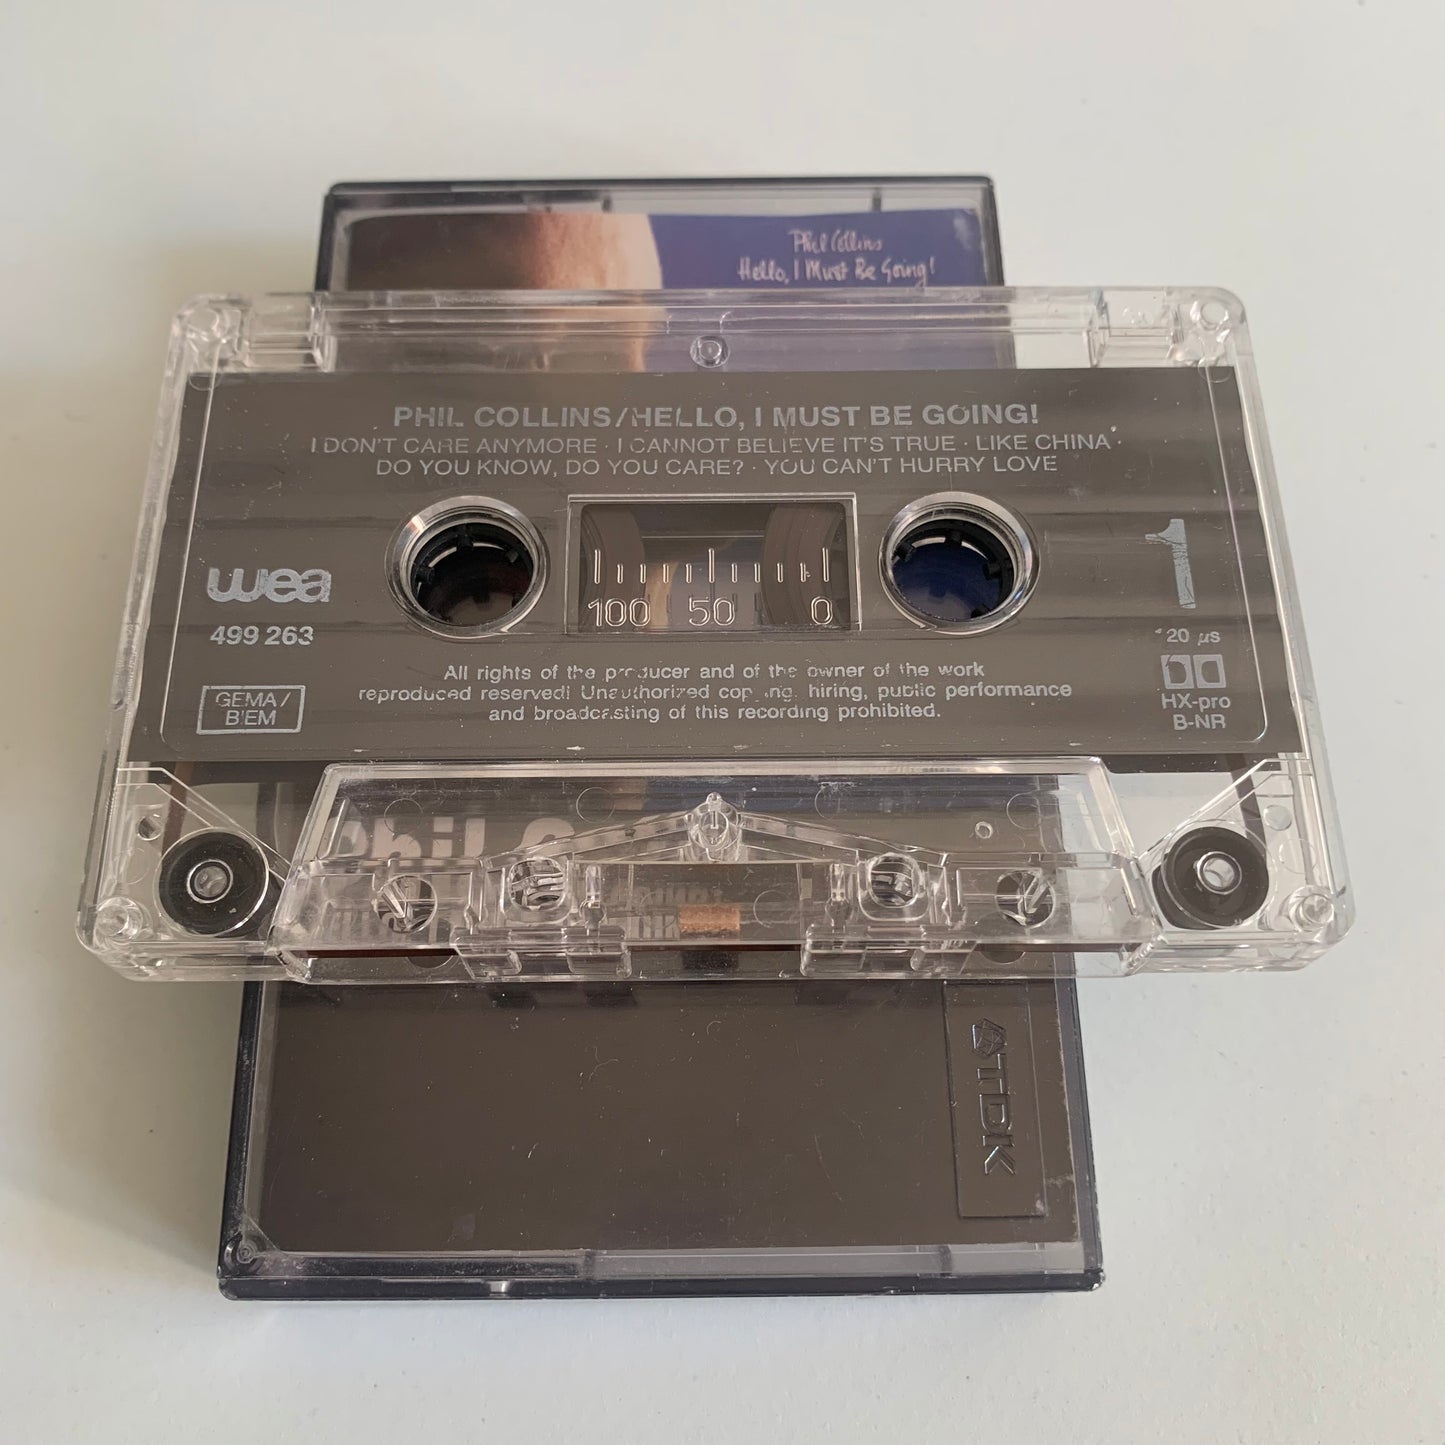 Phil Collins
Hello, I Must Be Going!
PHIL COLLINS/HELLO, I MUST BE GOING!
I DON'T CARE ANYMORE · I CANNOT BELIEVE IT'S TRUE · LIKE CHINA ·
DO YOU KNOW, DO YOU CARE? · YOU CAN'T HURRY LOVE
wea
499 263
GEMA/
BIEM
100 50 0
1
20 µs
HX-pro
B-NR
All rights of the producer and of the owner of the work
reproduced reserved! Unauthorized copying, hiring, public performance
and broadcasting of this recording prohibited.
TDK